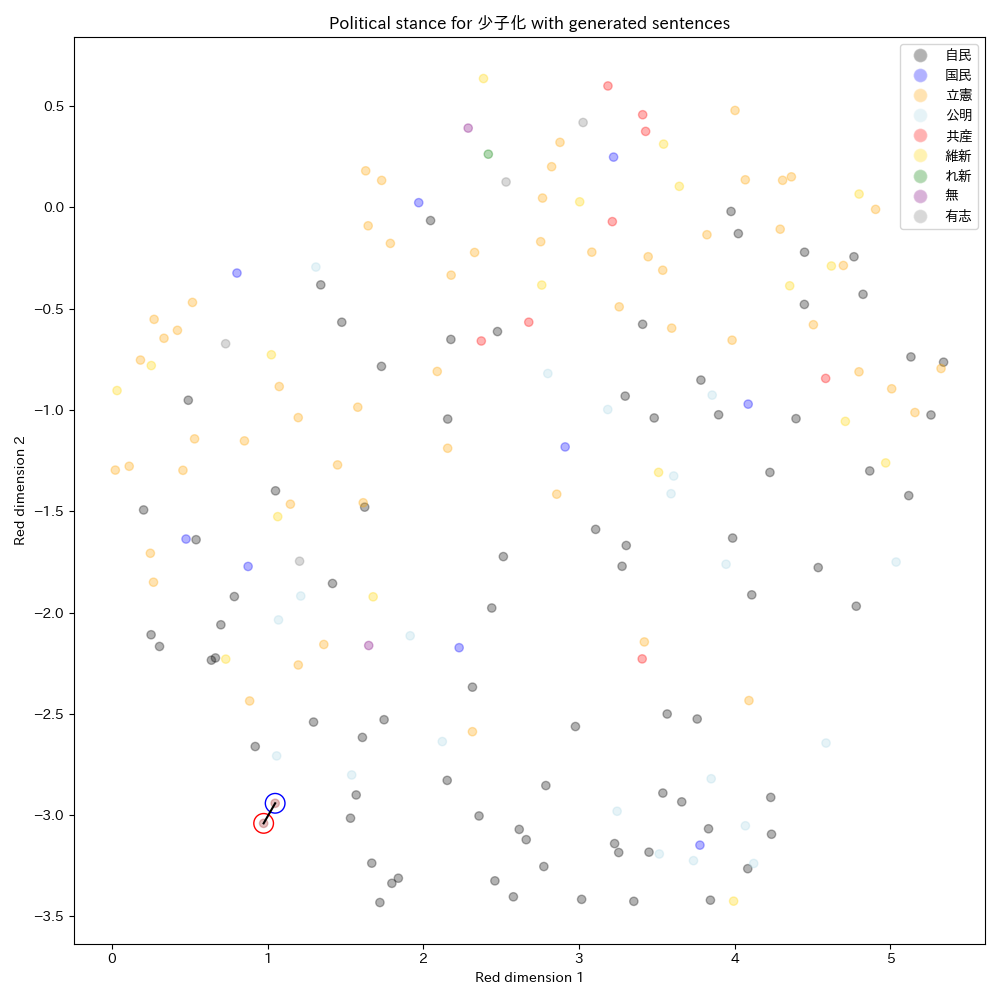 Political stance for 少子化 with generated sentences
自民
国民
立憲
公明
共産
維新
れ新
無
有志
Red dimension 2
0.5
0.0
−0.5
−1.0
−1.5
−2.0
−2.5
−3.0
−3.5
0 1 2 3 4 5
Red dimension 1